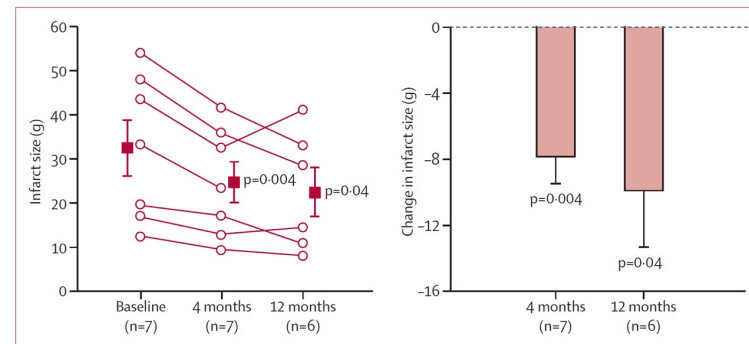 60
50
40
30
20
10
0
Infarct size (g)
p=0·004
p=0·04
Baseline
(n=7)
4 months
(n=7)
12 months
(n=6)
0
−4
−8
−12
−16
Change in infarct size (g)
p=0·004
p=0·04
4 months
(n=7)
12 months
(n=6)